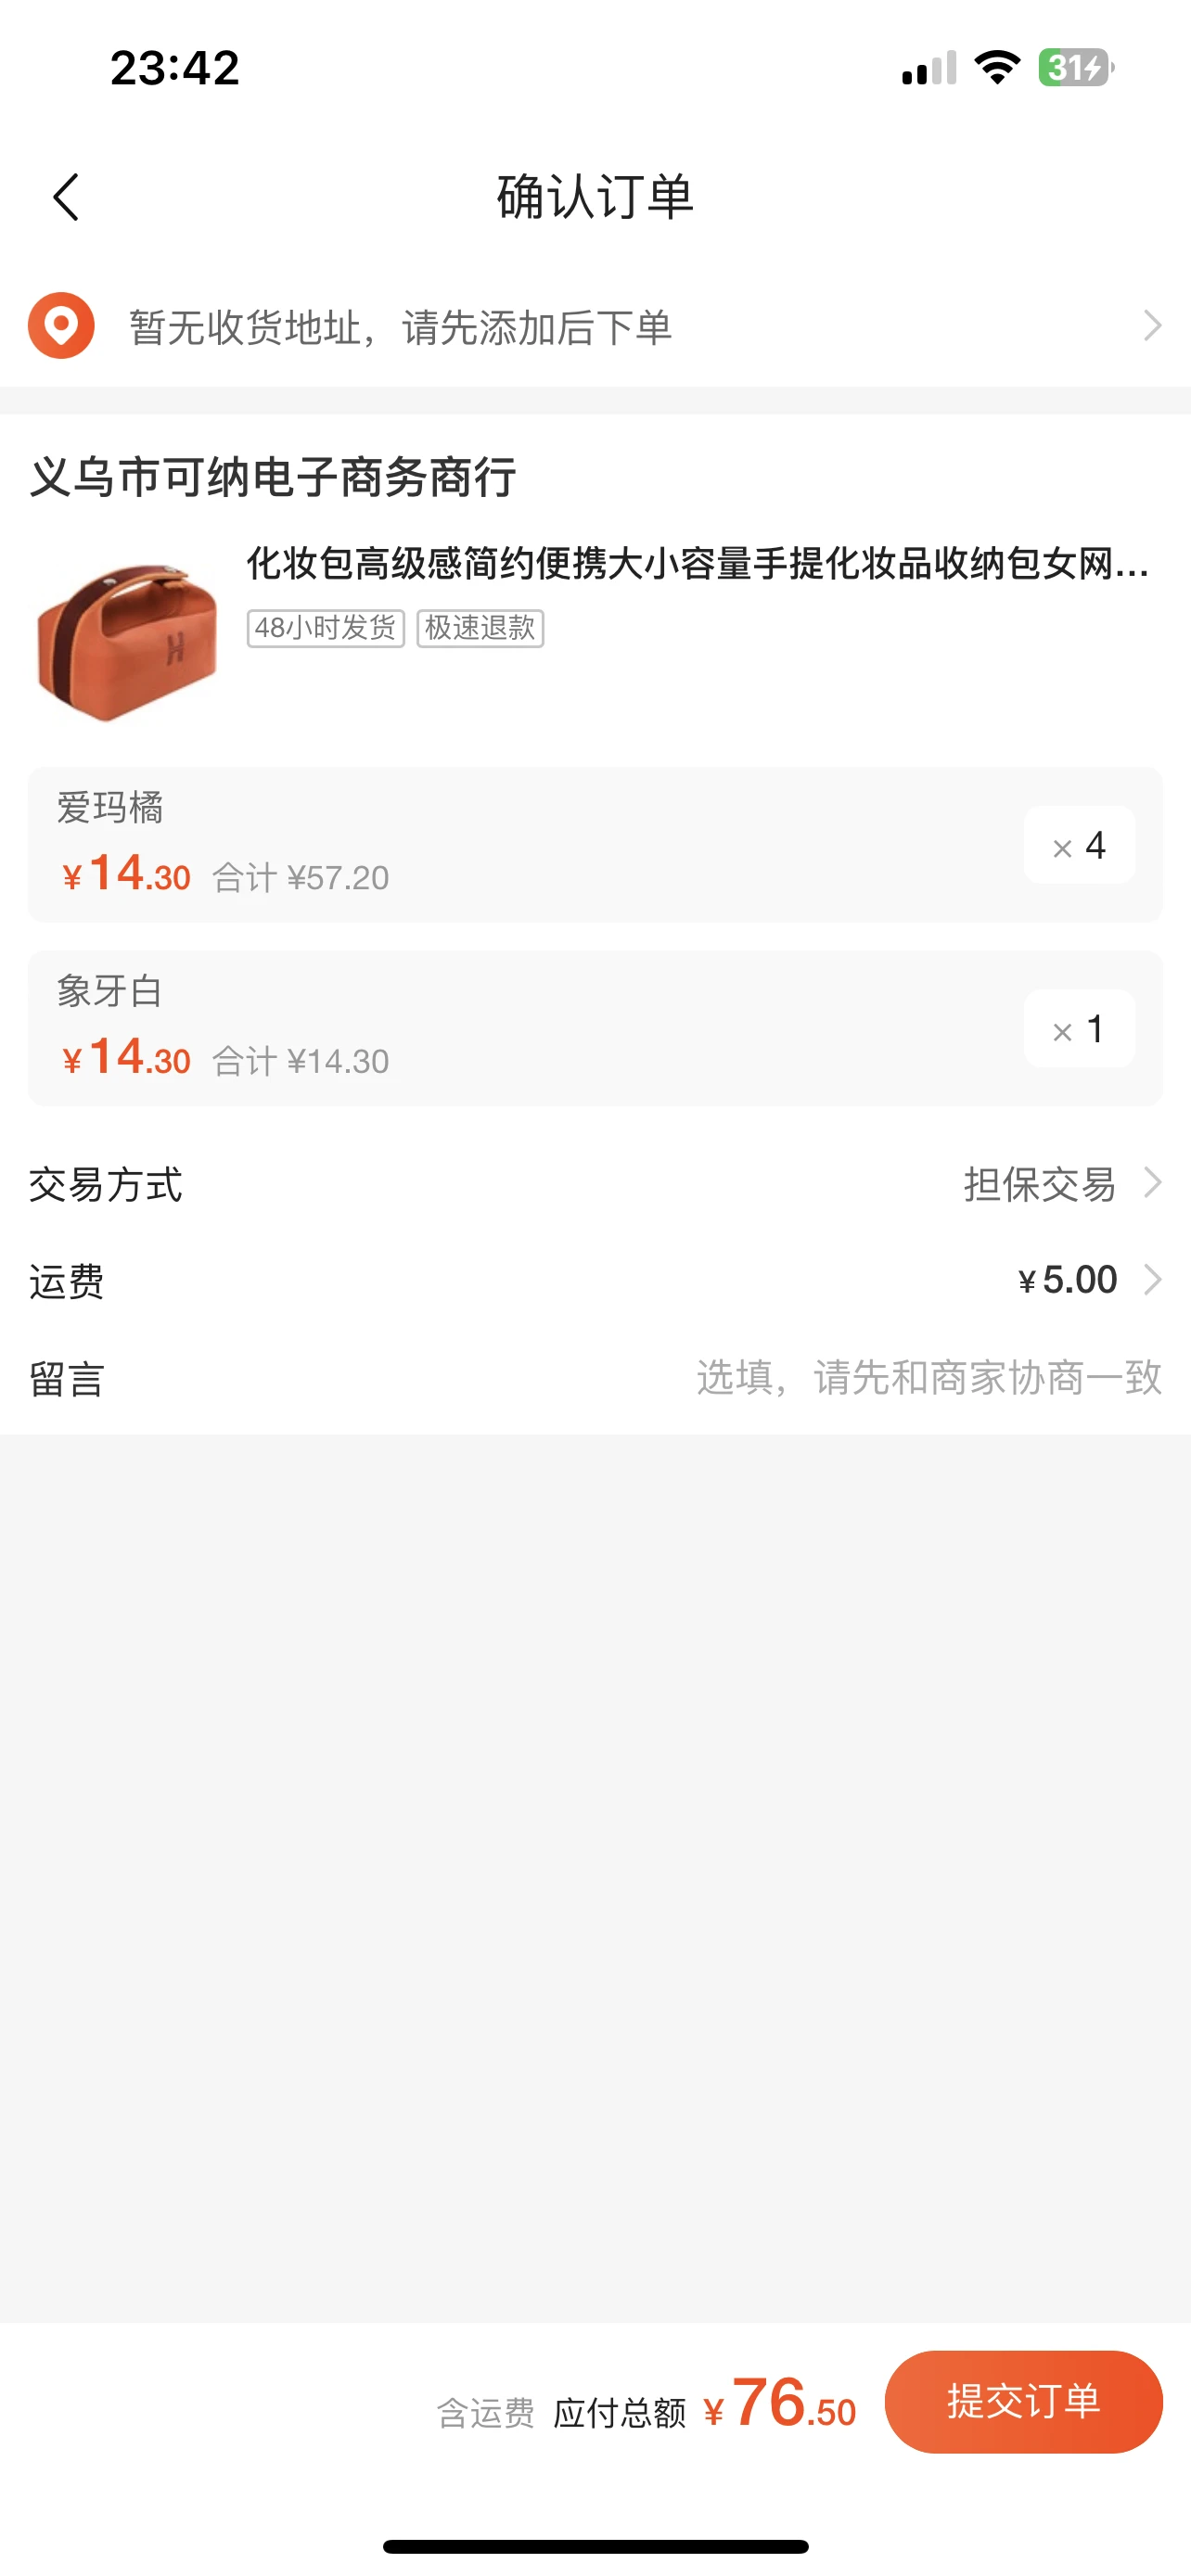 23:42
31
确认订单
暂无收货地址，请先添加后下单
义乌市可纳电子商务商行
化妆包高级感简约便携大小容量手提化妆品收纳包女网...
48小时发货 极速退款
H
爱玛橘
¥14.30 合计 ¥57.20
× 4
象牙白
¥14.30 合计 ¥14.30
× 1
交易方式 担保交易
运费 ¥5.00
留言 选填，请先和商家协商一致
含运费 应付总额 ¥76.50 提交订单